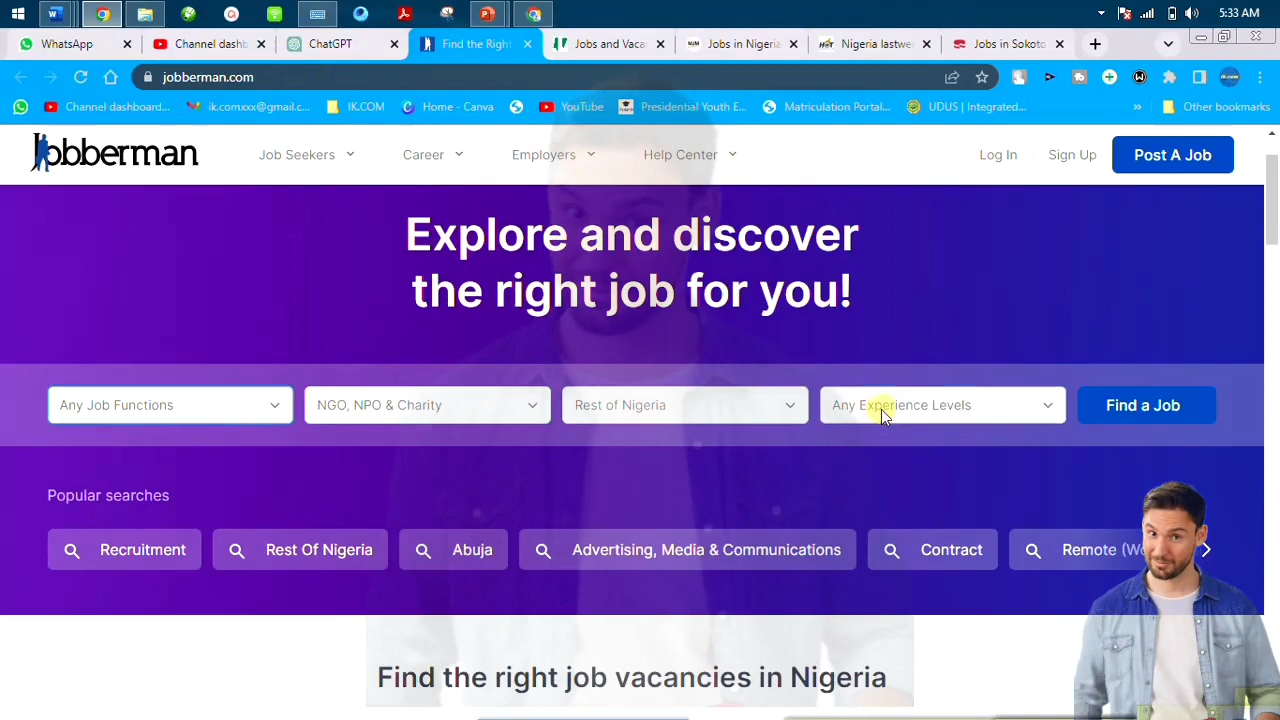 5:33 AM
WhatsApp
Channel dashb
ChatGPT
Find the Right
Jobs and Vaca
Jobs in Nigeria
Nigeria lastwe
Jobs in Sokoto
jobberman.com
Channel dashboard...
ik.comxxx@gmail.c...
IK.COM
Home - Canva
YouTube
Presidential Youth E...
Matriculation Portal...
UDUS | Integrated...
»
Other bookmarks
Jobberman
Job Seekers
Career
Employers
Help Center
Log In
Sign Up
Post A Job
Explore and discover
the right job for you!
Any Job Functions
NGO, NPO & Charity
Rest of Nigeria
Any Experience Levels
Find a Job
Popular searches
Recruitment
Rest Of Nigeria
Abuja
Advertising, Media & Communications
Contract
Remote (Wo
Find the right job vacancies in Nigeria